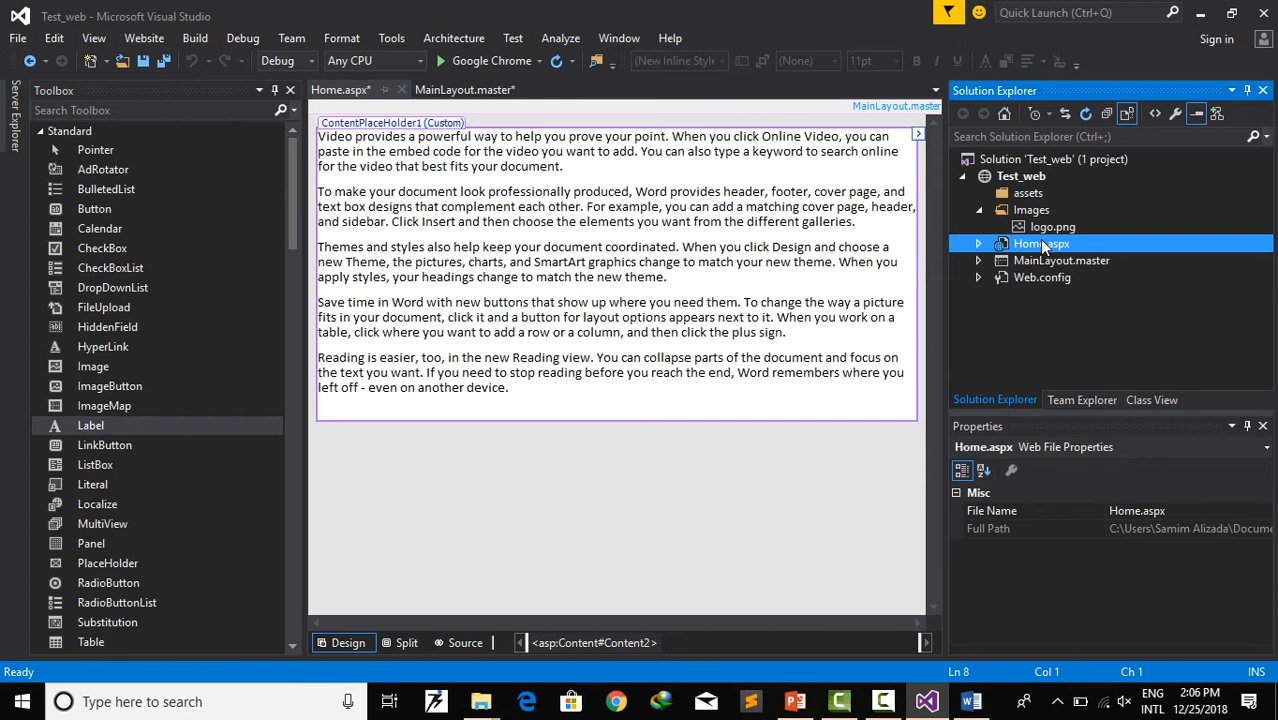 Test_web - Microsoft Visual Studio
Quick Launch (Ctrl+Q)
File Edit View Website Build Debug Team Format Tools Architecture Test Analyze Window Help
Sign in
Debug Any CPU Google Chrome (New Inline Style) (None) 11pt
Server Explorer
Toolbox
Search Toolbox
Standard
Pointer
AdRotator
BulletedList
Button
Calendar
CheckBox
CheckBoxList
DropDownList
FileUpload
HiddenField
HyperLink
Image
ImageButton
ImageMap
Label
LinkButton
ListBox
Literal
Localize
MultiView
Panel
PlaceHolder
RadioButton
RadioButtonList
Substitution
Table
Home.aspx* MainLayout.master*
MainLayout.master
ContentPlaceHolder1 (Custom)
Video provides a powerful way to help you prove your point. When you click Online Video, you can
paste in the embed code for the video you want to add. You can also type a keyword to search online
for the video that best fits your document.
To make your document look professionally produced, Word provides header, footer, cover page, and
text box designs that complement each other. For example, you can add a matching cover page, header,
and sidebar. Click Insert and then choose the elements you want from the different galleries.
Themes and styles also help keep your document coordinated. When you click Design and choose a
new Theme, the pictures, charts, and SmartArt graphics change to match your new theme. When you
apply styles, your headings change to match the new theme.
Save time in Word with new buttons that show up where you need them. To change the way a picture
fits in your document, click it and a button for layout options appears next to it. When you work on a
table, click where you want to add a row or a column, and then click the plus sign.
Reading is easier, too, in the new Reading view. You can collapse parts of the document and focus on
the text you want. If you need to stop reading before you reach the end, Word remembers where you
left off - even on another device.
Design Split Source <asp:Content#Content2>
Solution Explorer
Search Solution Explorer (Ctrl+;)
Solution 'Test_web' (1 project)
Test_web
assets
Images
logo.png
Home.aspx
MainLayout.master
Web.config
Solution Explorer Team Explorer Class View
Properties
Home.aspx Web File Properties
Misc
File Name Home.aspx
Full Path C:\Users\Samim Alizada\Docume
Ready Ln 8 Col 1 Ch 1 INS
Type here to search
ENG
INTL
2:06 PM
12/25/2018